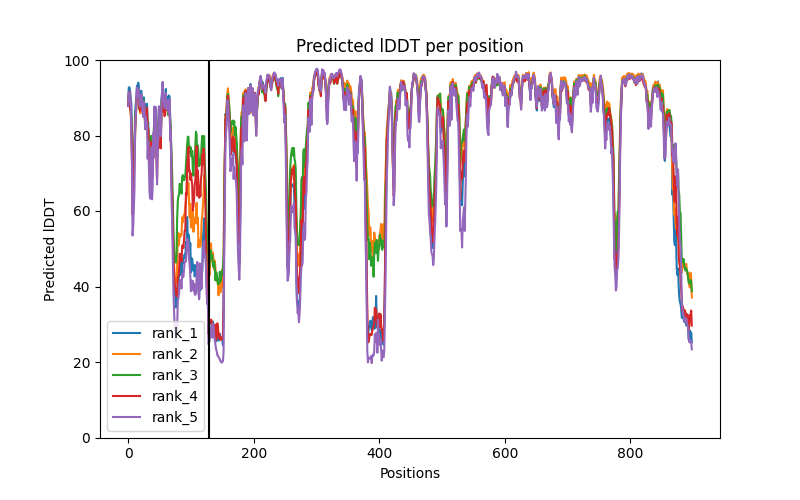 Predicted lDDT per position
Predicted lDDT
100
80
60
40
20
0
rank_1
rank_2
rank_3
rank_4
rank_5
0 200 400 600 800
Positions